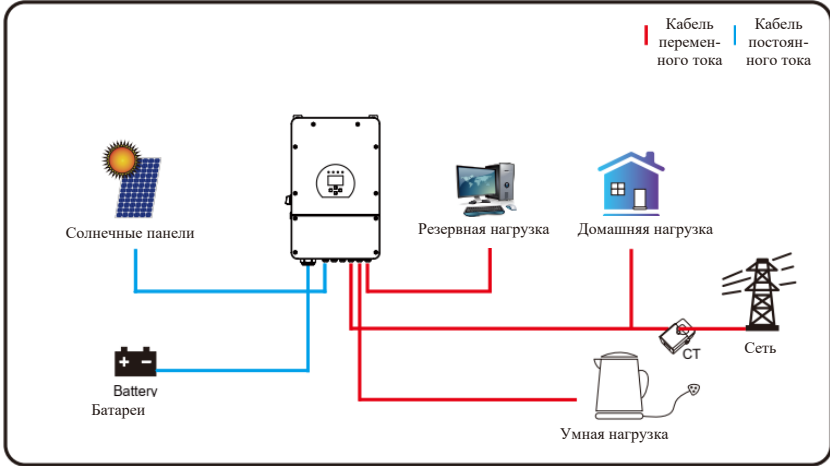 Кабель
перемен-
ного тока
Кабель
постоян-
ного тока
Солнечные панели
Резервная нагрузка
Домашняя нагрузка
CT
Сеть
Battery
Батареи
Умная нагрузка